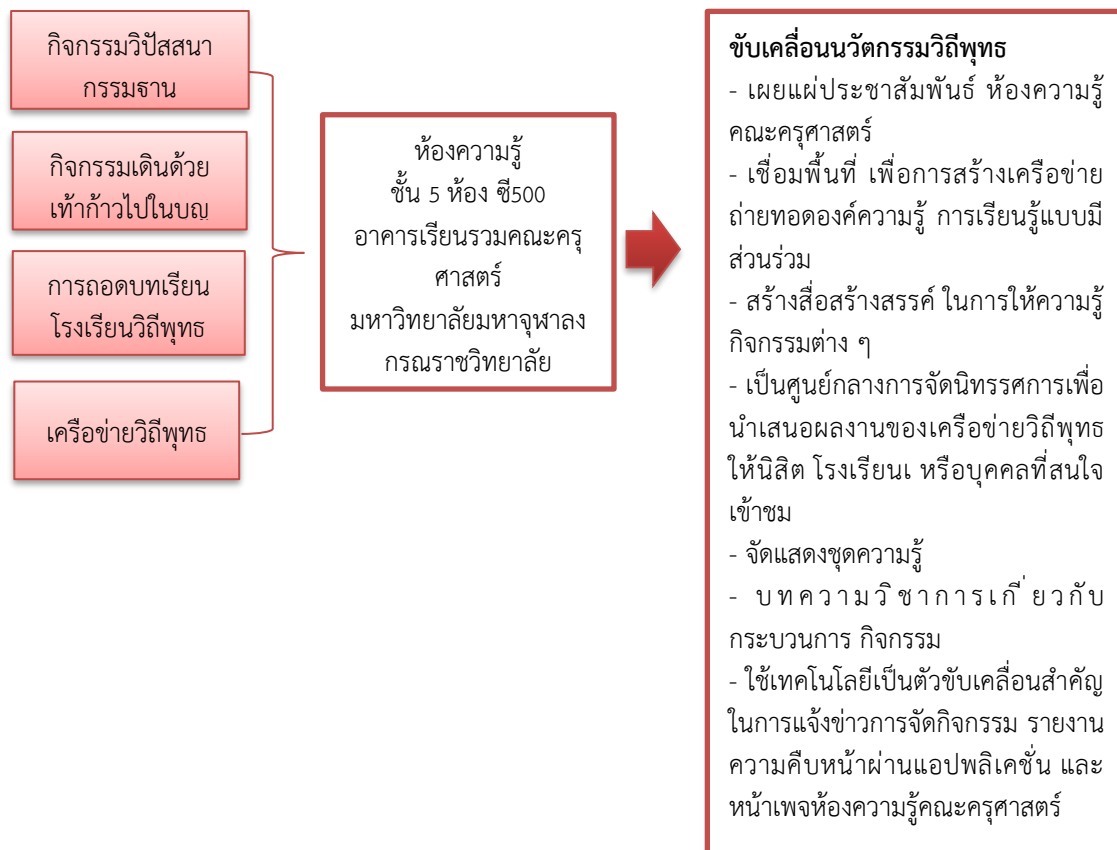 กิจกรรมวิปัสสนา
กรรมฐาน
กิจกรรมเดินด้วย
เท้าก้าวไปในบุญ
การถอดบทเรียน
โรงเรียนวิถีพุทธ
เครือข่ายวิถีพุทธ
ห้องความรู้
ชั้น 5 ห้อง ซี500
อาคารเรียนรวมคณะครุ
ศาสตร์
มหาวิทยาลัยมหาจุฬาลง
กรณราชวิทยาลัย
ขับเคลื่อนนวัตกรรมวิถีพุทธ
- เผยแผ่ประชาสัมพันธ์ ห้องความรู้
คณะครุศาสตร์
- เชื่อมพื้นที่ เพื่อการสร้างเครือข่าย
ถ่ายทอดองค์ความรู้ การเรียนรู้แบบมี
ส่วนร่วม
- สร้างสื่อสร้างสรรค์ ในการให้ความรู้
กิจกรรมต่าง ๆ
- เป็นศูนย์กลางการจัดนิทรรศการเพื่อ
นำเสนอผลงานของเครือข่ายวิถีพุทธ
ให้นิสิต โรงเรียนเ หรือบุคคลที่สนใจ
เข้าชม
- จัดแสดงชุดความรู้
- บทความวิชาการเกี่ยวกับ
กระบวนการ กิจกรรม
- ใช้เทคโนโลยีเป็นตัวขับเคลื่อนสำคัญ
ในการแจ้งข่าวการจัดกิจกรรม รายงาน
ความคืบหน้าผ่านแอปพลิเคชั่น และ
หน้าเพจห้องความรู้คณะครุศาสตร์